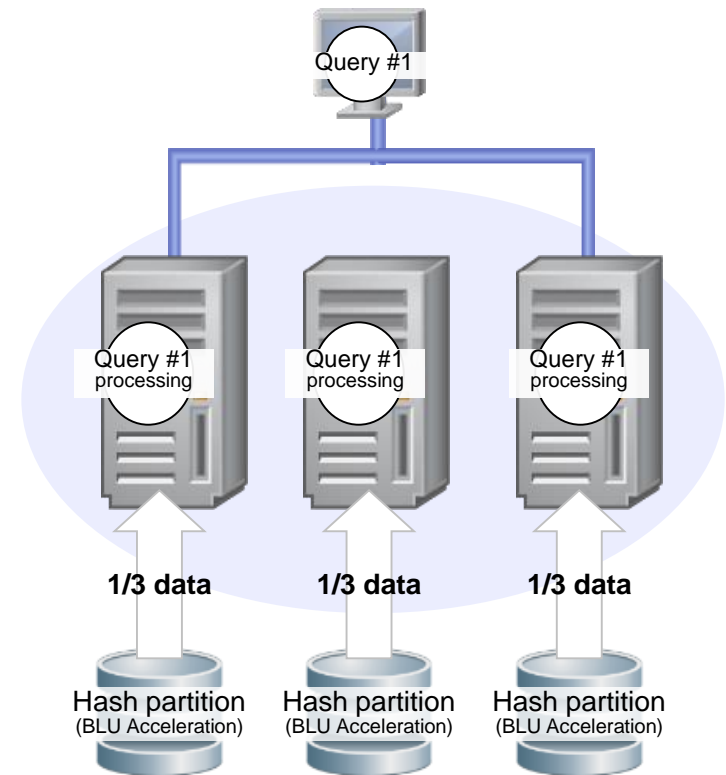 Query #1
Query #1
processing
Query #1
processing
Query #1
processing
1/3 data
1/3 data
1/3 data
Hash partition
(BLU Acceleration)
Hash partition
(BLU Acceleration)
Hash partition
(BLU Acceleration)